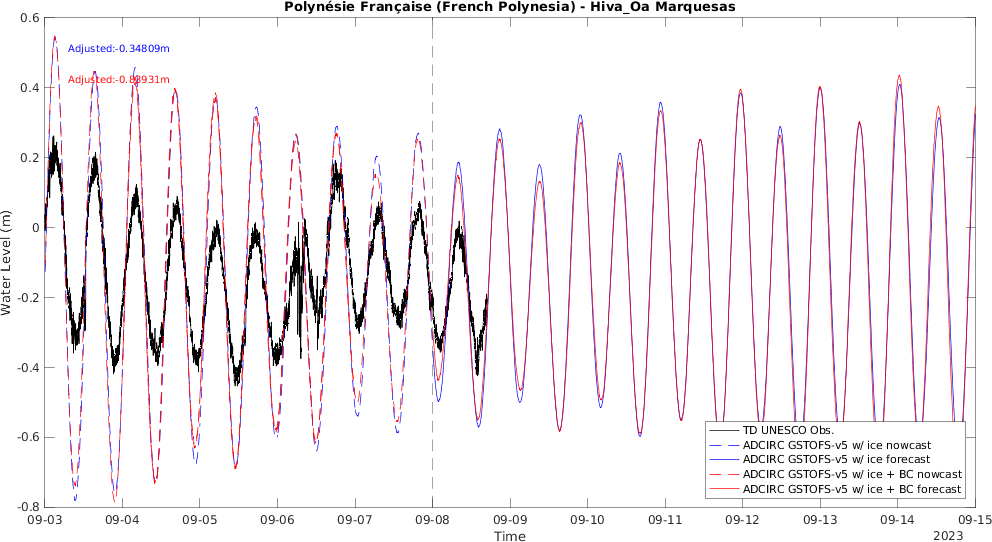 Polynésie Française (French Polynesia) - Hiva_Oa Marquesas
Adjusted:-0.34809m
Adjusted:-0.83931m
Water Level (m)
0.6
0.4
0.2
0
-0.2
-0.4
-0.6
-0.8
TD UNESCO Obs.
ADCIRC GSTOFS-v5 w/ ice nowcast
ADCIRC GSTOFS-v5 w/ ice forecast
ADCIRC GSTOFS-v5 w/ ice + BC nowcast
ADCIRC GSTOFS-v5 w/ ice + BC forecast
09-03 09-04 09-05 09-06 09-07 09-08 09-09 09-10 09-11 09-12 09-13 09-14 09-15
Time
2023